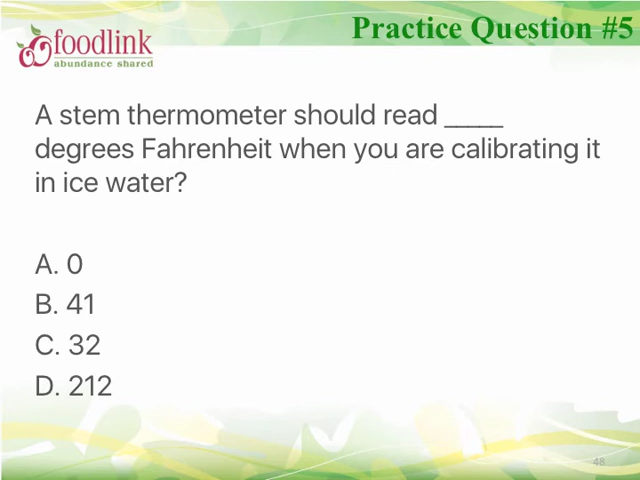 Practice Question #5
foodlink
abundance shared
A stem thermometer should read _____
degrees Fahrenheit when you are calibrating it
in ice water?
A. 0
B. 41
C. 32
D. 212
48